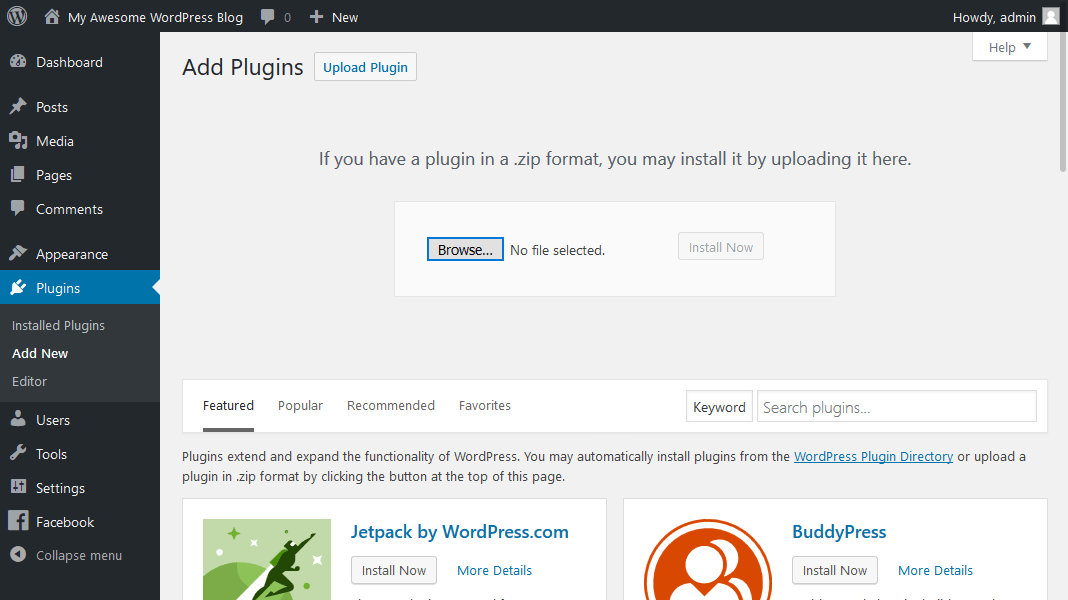 My Awesome WordPress Blog 0 New Howdy, admin
Help
Dashboard
Posts
Media
Pages
Comments
Appearance
Plugins
Installed Plugins
Add New
Editor
Users
Tools
Settings
Facebook
Collapse menu
Add Plugins Upload Plugin
If you have a plugin in a .zip format, you may install it by uploading it here.
Browse... No file selected. Install Now
Featured Popular Recommended Favorites Keyword Search plugins...
Plugins extend and expand the functionality of WordPress. You may automatically install plugins from the WordPress Plugin Directory or upload a
plugin in .zip format by clicking the button at the top of this page.
Jetpack by WordPress.com
Install Now More Details
BuddyPress
Install Now More Details